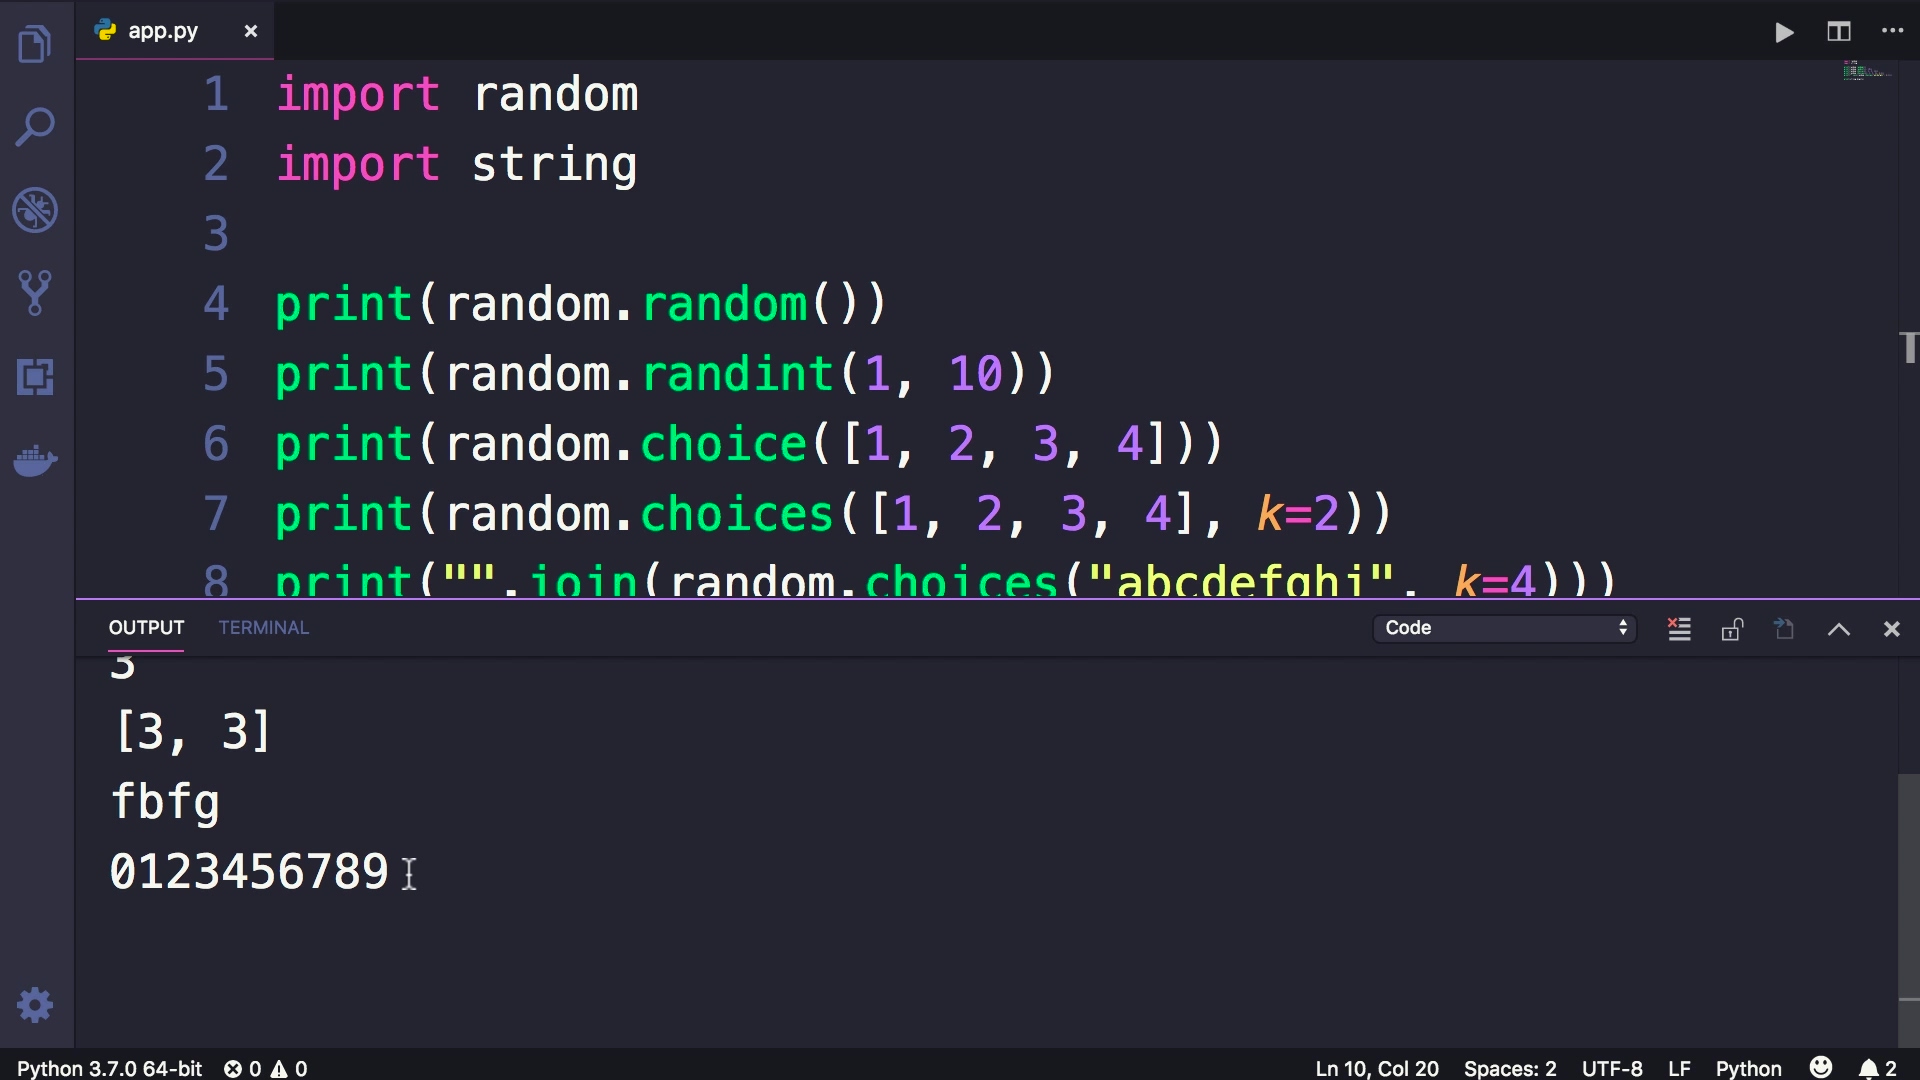 app.py
1 import random
2 import string
3
4 print(random.random())
5 print(random.randint(1, 10))
6 print(random.choice([1, 2, 3, 4]))
7 print(random.choices([1, 2, 3, 4], k=2))
8 print("".join(random.choices("abcdefghi", k=4)))
OUTPUT TERMINAL Code
3
[3, 3]
fbfg
0123456789
Python 3.7.0 64-bit 0 0 Ln 10, Col 20 Spaces: 2 UTF-8 LF Python 2